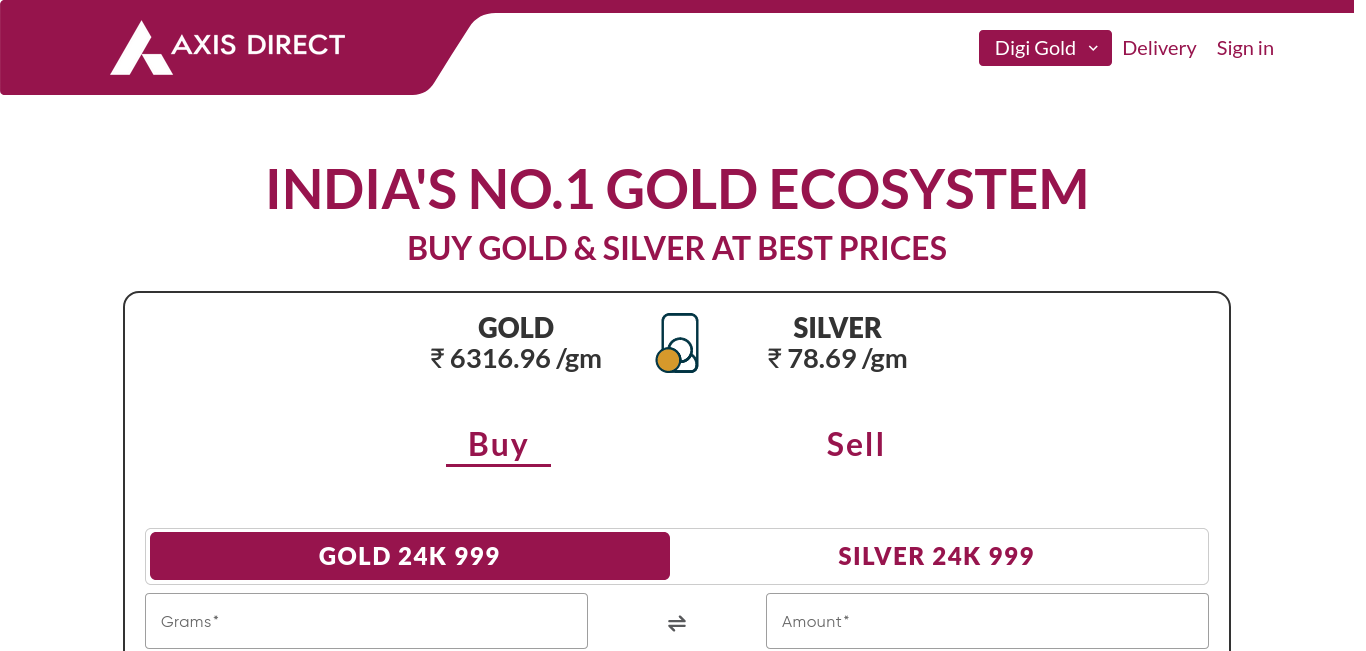 AXIS DIRECT
Digi Gold Delivery Sign in
INDIA'S NO.1 GOLD ECOSYSTEM
BUY GOLD & SILVER AT BEST PRICES
GOLD SILVER
₹ 6316.96 /gm ₹ 78.69 /gm
Buy Sell
GOLD 24K 999 SILVER 24K 999
Grams* ⇌ Amount*